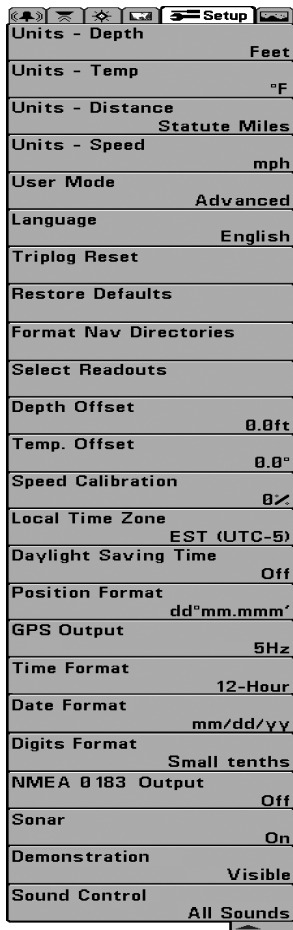 Setup
Units - Depth
Feet
Units - Temp
°F
Units - Distance
Statute Miles
Units - Speed
mph
User Mode
Advanced
Language
English
Triplog Reset
Restore Defaults
Format Nav Directories
Select Readouts
Depth Offset
0.0ft
Temp. Offset
0.0°
Speed Calibration
0%
Local Time Zone
EST (UTC-5)
Daylight Saving Time
Off
Position Format
dd°mm.mmm'
GPS Output
5Hz
Time Format
12-Hour
Date Format
mm/dd/yy
Digits Format
Small tenths
NMEA 0183 Output
Off
Sonar
On
Demonstration
Visible
Sound Control
All Sounds